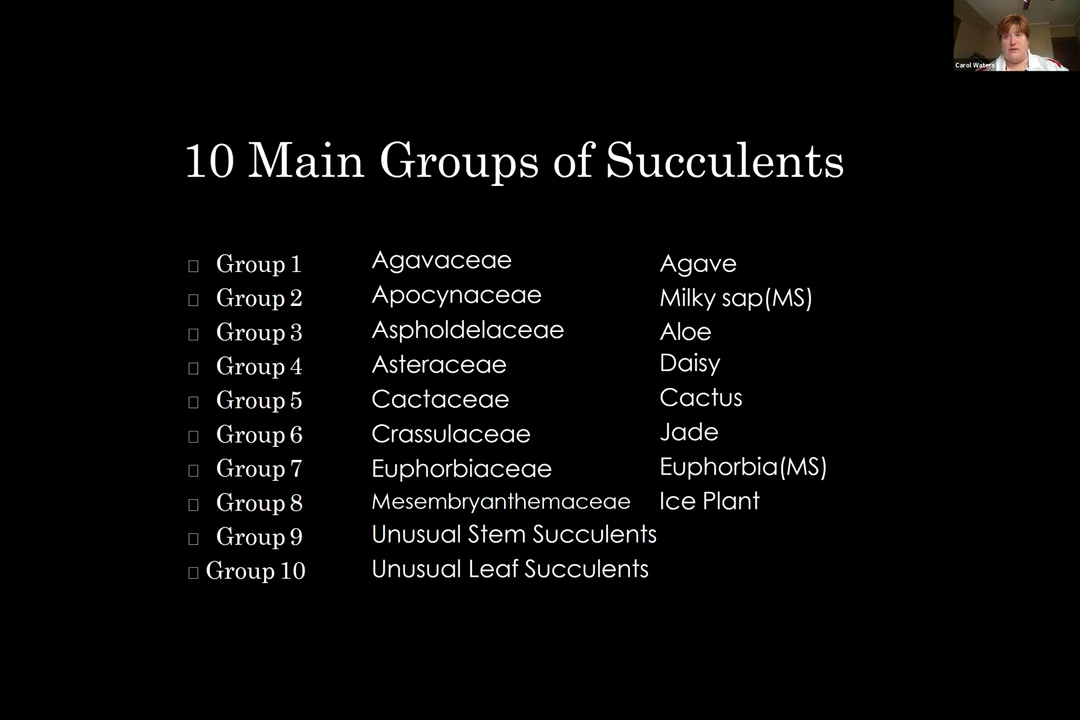 Carol Waters
10 Main Groups of Succulents
Group 1 Agavaceae Agave
Group 2 Apocynaceae Milky sap(MS)
Group 3 Aspholdelaceae Aloe
Group 4 Asteraceae Daisy
Group 5 Cactaceae Cactus
Group 6 Crassulaceae Jade
Group 7 Euphorbiaceae Euphorbia(MS)
Group 8 Mesembryanthemaceae Ice Plant
Group 9 Unusual Stem Succulents
Group 10 Unusual Leaf Succulents